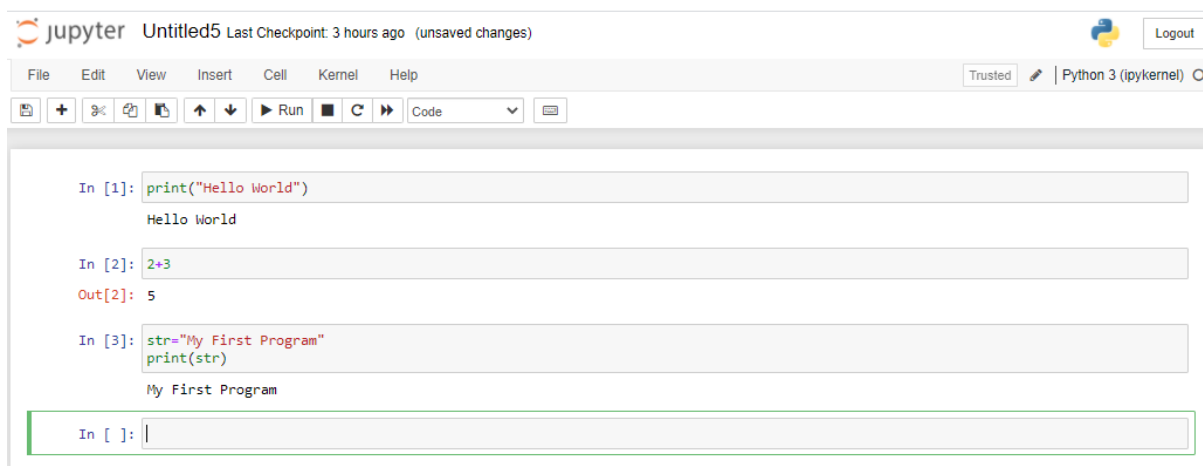 jupyter Untitled5 Last Checkpoint: 3 hours ago (unsaved changes) Logout
File Edit View Insert Cell Kernel Help Trusted Python 3 (ipykernel)
Run Code
In [1]: print("Hello World")
Hello World
In [2]: 2+3
Out[2]: 5
In [3]: str="My First Program"
print(str)
My First Program
In [ ]: